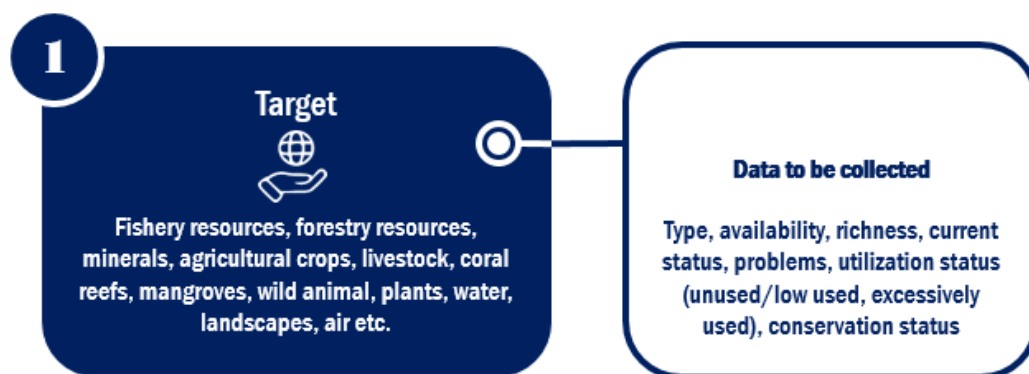 1
Target
Fishery resources, forestry resources,
minerals, agricultural crops, livestock, coral
reefs, mangroves, wild animal, plants, water,
landscapes, air etc.
Data to be collected
Type, availability, richness, current
status, problems, utilization status
(unused/low used, excessively
used), conservation status